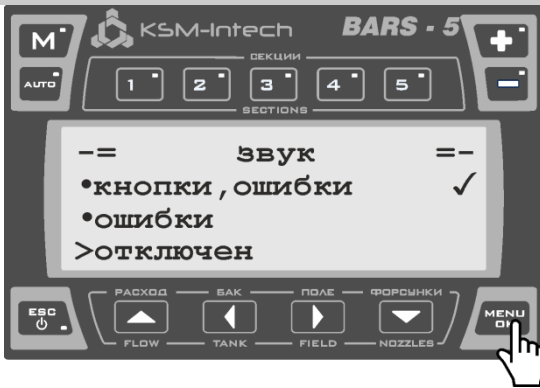 M
KSM-Intech
BARS - 5
+
AUTO
СЕКЦИИ
1 2 3 4 5
–
SECTIONS
-= звук =-
•кнопки,ошибки ✓
•ошибки
>отключен
ESC
РАСХОД БАК ПОЛЕ ФОРСУНКИ
MENU
FLOW TANK FIELD NOZZLES